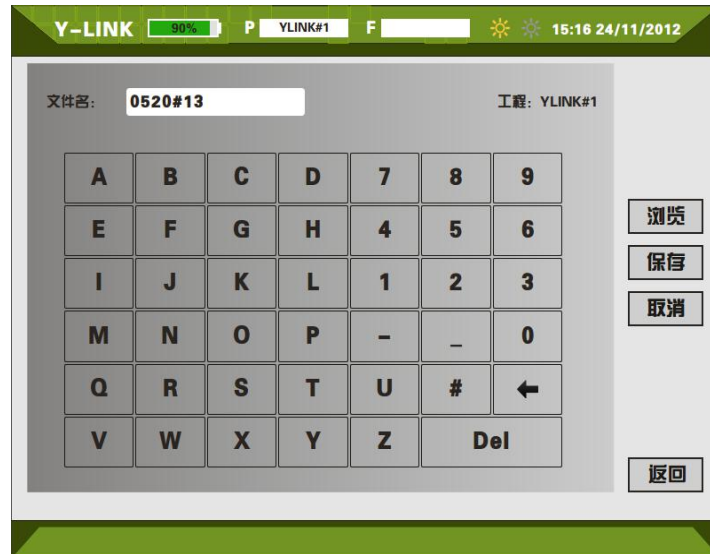 Y-LINK 90% P YLINK#1 F 15:16 24/11/2012
文件名: 0520#13 工程: YLINK#1
A B C D 7 8 9
E F G H 4 5 6
浏览
I J K L 1 2 3
保存
取消
M N O P - _ 0
Q R S T U # ←
V W X Y Z Del
返回